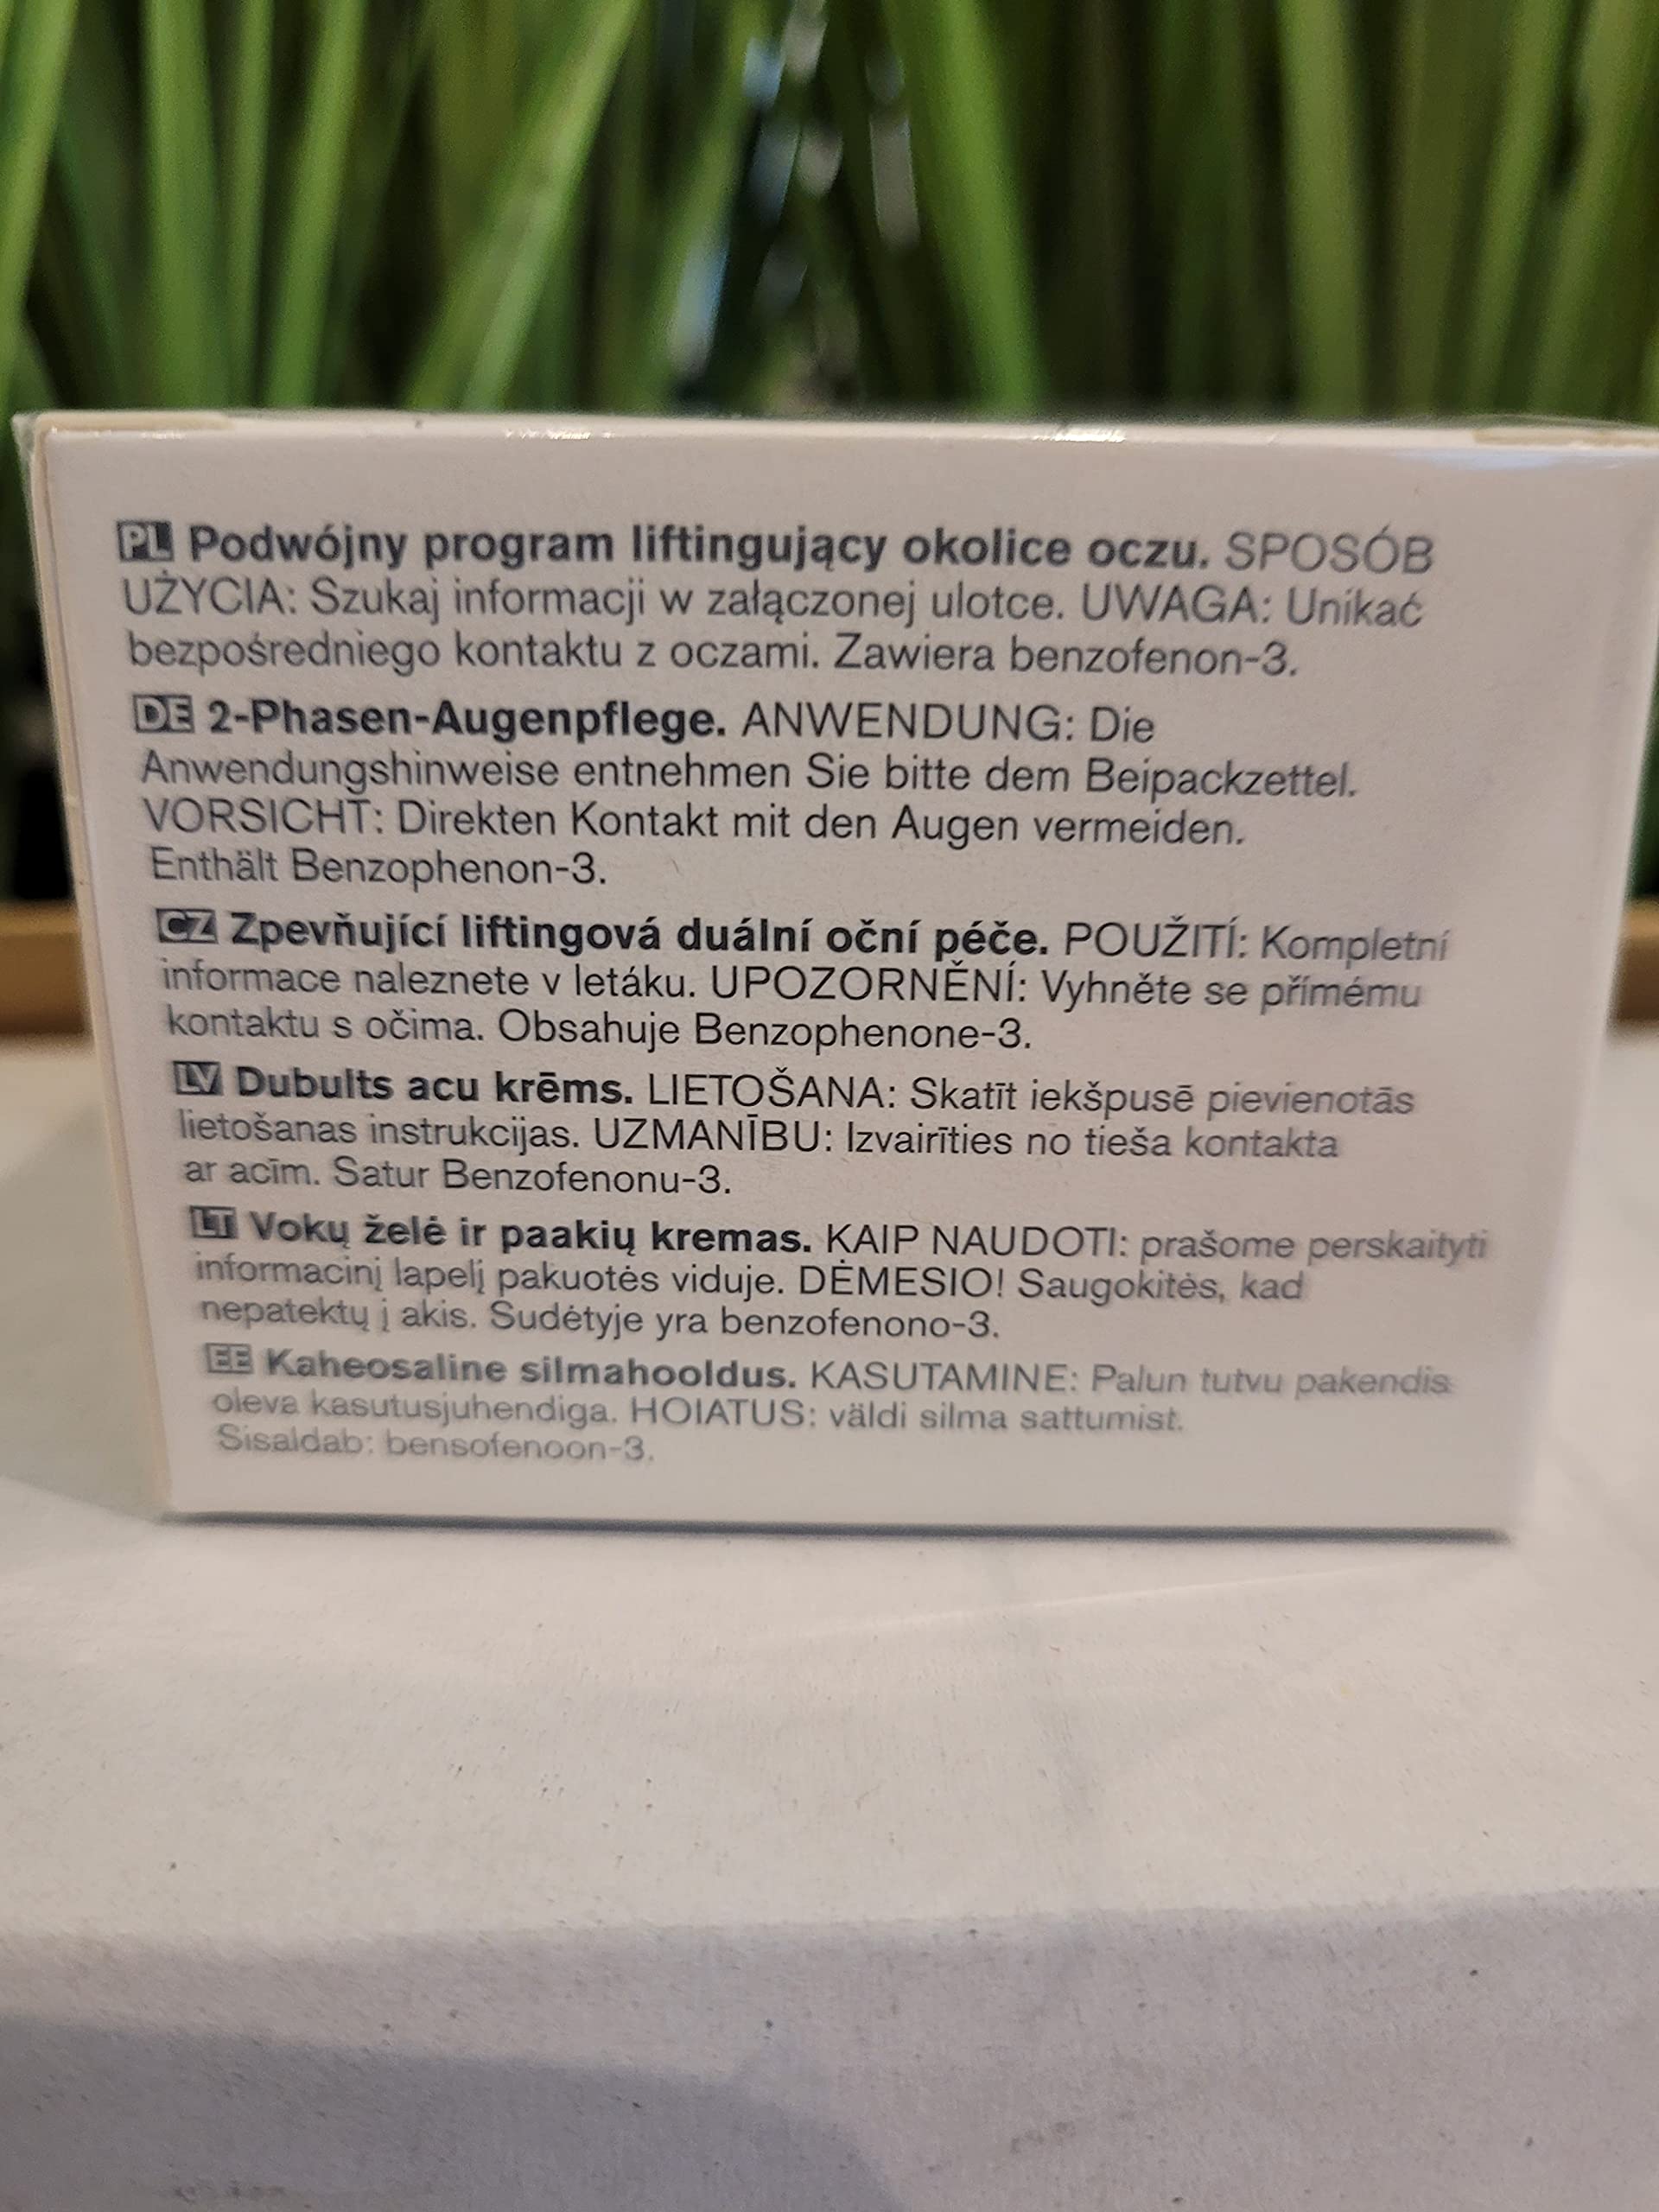 PL Podwójny program liftingujący okolice oczu. SPOSÓB
UŻYCIA: Szukaj informacji w załączonej ulotce. UWAGA: Unikać
bezpośredniego kontaktu z oczami. Zawiera benzofenon-3.
DE 2-Phasen-Augenpflege. ANWENDUNG: Die
Anwendungshinweise entnehmen Sie bitte dem Beipackzettel.
VORSICHT: Direkten Kontakt mit den Augen vermeiden.
Enthält Benzophenon-3.
CZ Zpevňující liftingová duální oční péče. POUŽITÍ: Kompletní
informace naleznete v letáku. UPOZORNĚNÍ: Vyhněte se přímému
kontaktu s očima. Obsahuje Benzophenone-3.
LV Dubults acu krēms. LIETOŠANA: Skatīt iekšpusē pievienotās
lietošanas instrukcijas. UZMANĪBU: Izvairīties no tieša kontakta
ar acīm. Satur Benzofenonu-3.
LT Vokų želė ir paakių kremas. KAIP NAUDOTI: prašome perskaityti
informacinį lapelį pakuotės viduje. DĖMESIO! Saugokitės, kad
nepatektų į akis. Sudėtyje yra benzofenono-3.
EE Kaheosaline silmahooldus. KASUTAMINE: Palun tutvu pakendis
oleva kasutusjuhendiga. HOIATUS: väldi silma sattumist.
Sisaldab: bensofenoon-3.